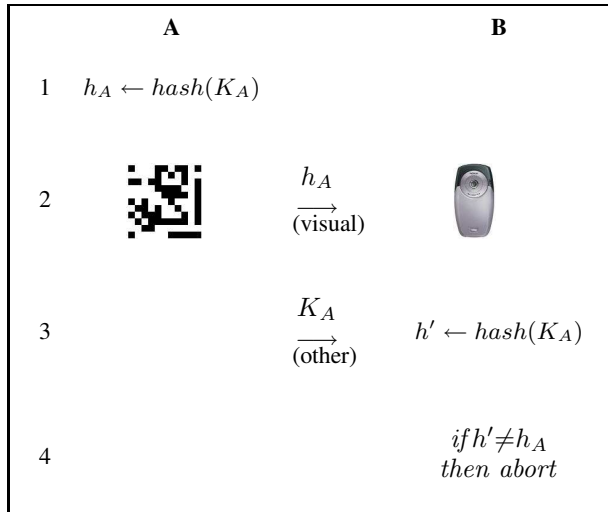 A B
1 h_A ← hash(K_A)
2 h_A → (visual)
3 K_A → (other) h′ ← hash(K_A)
4 if h′≠h_A
then abort